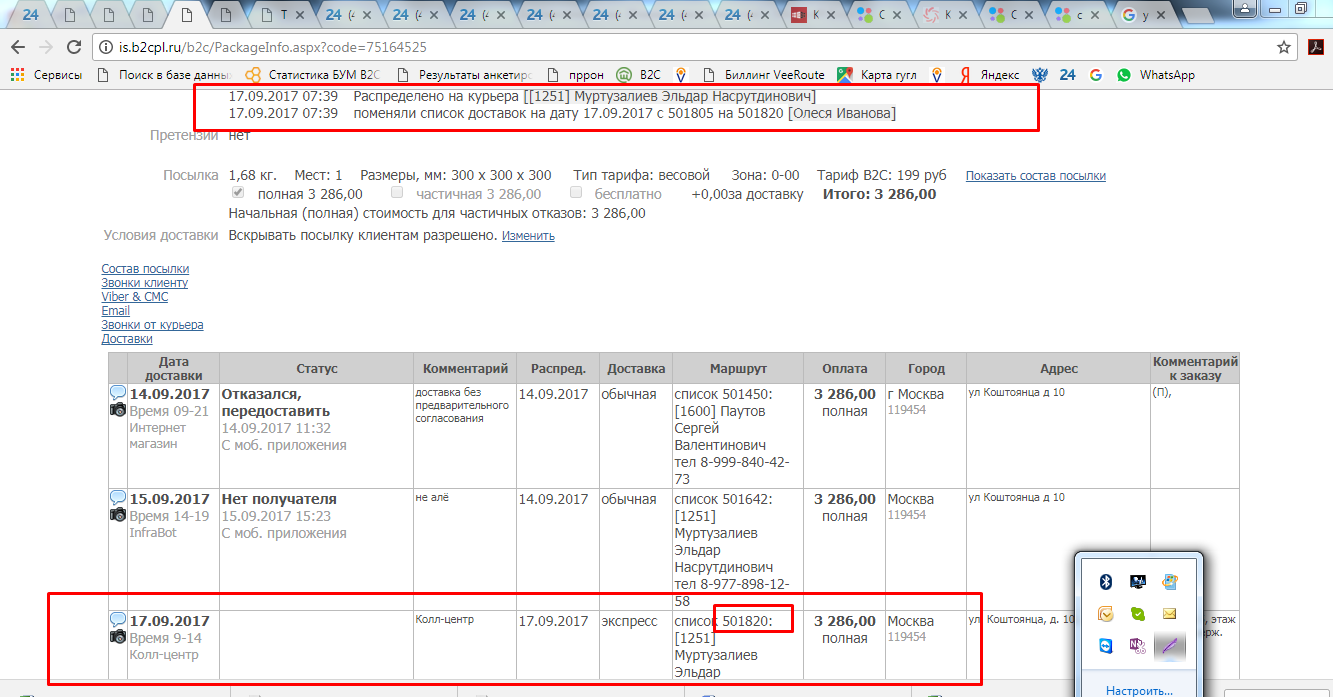 24 Т 24 (4 24 (4 24 (4 24 (4 24 (4 24 (4 24 (4 К С К С с у
is.b2cpl.ru/b2c/PackageInfo.aspx?code=75164525
Сервисы Поиск в базе данны Статистика БУМ B2C Результаты анкетиро пррон B2C Биллинг VeeRoute Карта гугл Яндекс 24 WhatsApp
17.09.2017 07:39 Распределено на курьера [[1251] Муртузалиев Эльдар Насрутдинович]
17.09.2017 07:39 поменяли список доставок на дату 17.09.2017 с 501805 на 501820 [Олеся Иванова]
Претензии нет
Посылка 1,68 кг. Мест: 1 Размеры, мм: 300 x 300 x 300 Тип тарифа: весовой Зона: 0-00 Тариф B2C: 199 руб Показать состав посылки
полная 3 286,00 частичная 3 286,00 бесплатно +0,00за доставку Итого: 3 286,00
Начальная (полная) стоимость для частичных отказов: 3 286,00
Условия доставки Вскрывать посылку клиентам разрешено. Изменить
Состав посылки
Звонки клиенту
Viber & СМС
Email
Звонки от курьера
Доставки
Дата доставки Статус Комментарий Распред. Доставка Маршрут Оплата Город Адрес Комментарий к заказу
14.09.2017 Отказался, доставка без 14.09.2017 обычная список 501450: 3 286,00 г Москва ул Коштоянца д 10 (П),
Время 09-21 передоставить предварительного [1600] Паутов полная 119454
Интернет 14.09.2017 11:32 согласования Сергей
магазин С моб. приложения Валентинович
тел 8-999-840-42-
73
15.09.2017 Нет получателя не алё 14.09.2017 обычная список 501642: 3 286,00 Москва ул Коштоянца д 10
Время 14-19 15.09.2017 15:23 [1251] полная 119454
InfraBot С моб. приложения Муртузалиев
Эльдар
Насрутдинович
тел 8-977-898-12-
58
17.09.2017 Колл-центр 17.09.2017 экспресс список 501820: 3 286,00 Москва ул Коштоянца, д. 10 этаж
Время 9-14 [1251] полная 119454 рж.
Колл-центр Муртузалиев
Эльдар
Настроить...